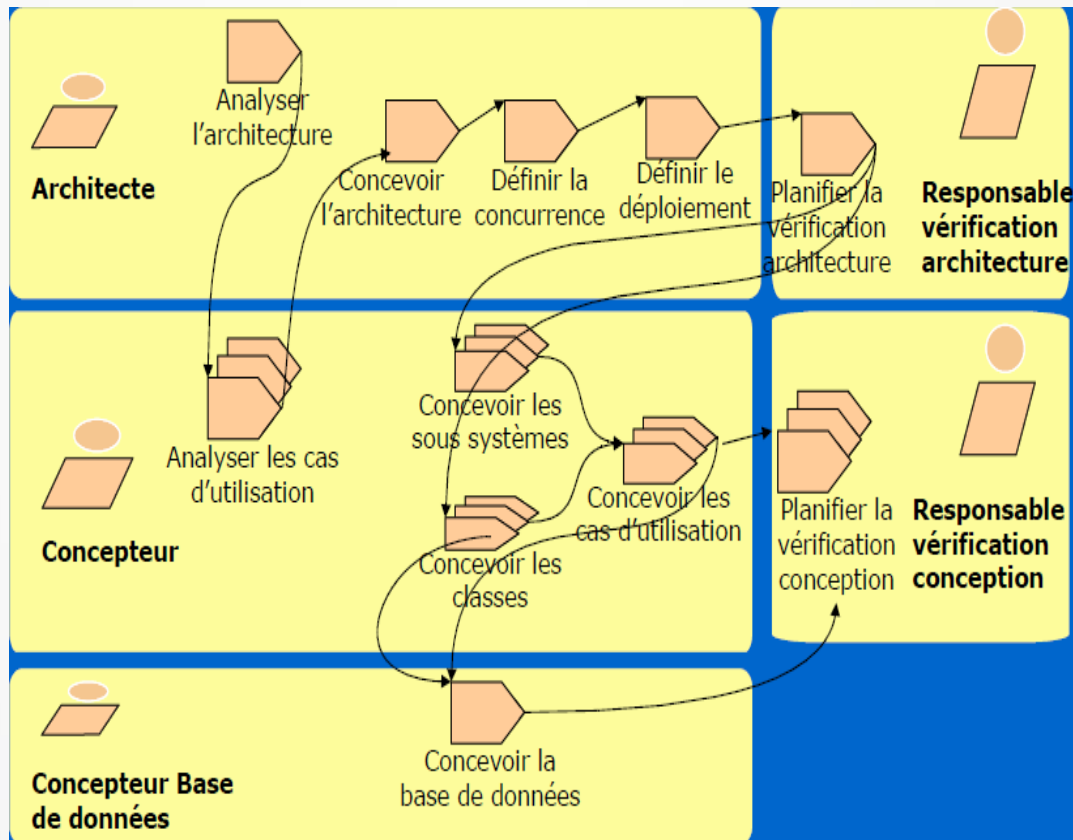 Analyser
l'architecture
Architecte
Concevoir
l'architecture
Définir la
concurrence
Définir le
déploiement
Planifier la
vérification
architecture
Responsable
vérification
architecture
Analyser les cas
d'utilisation
Concepteur
Concevoir les
sous systèmes
Concevoir les
cas d'utilisation
Concevoir les
classes
Planifier la
vérification
conception
Responsable
vérification
conception
Concepteur Base
de données
Concevoir la
base de données